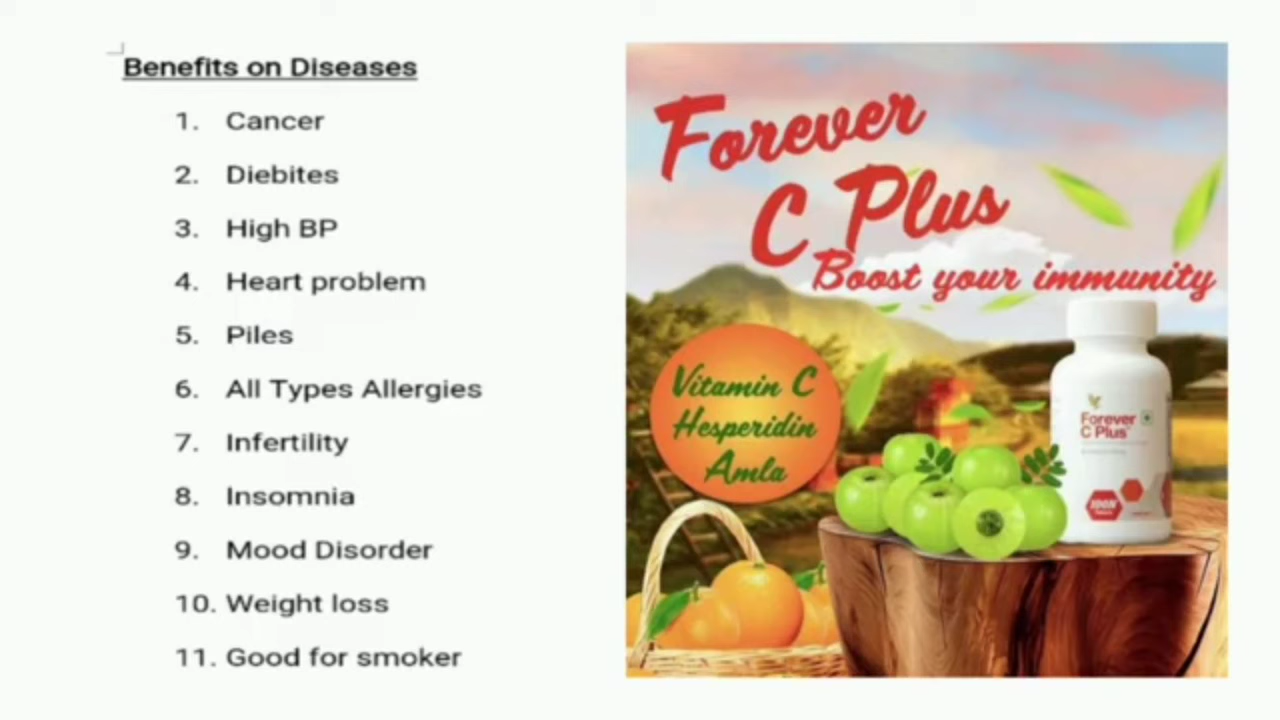 Benefits on Diseases
1. Cancer
2. Diebites
3. High BP
4. Heart problem
5. Piles
6. All Types Allergies
7. Infertility
8. Insomnia
9. Mood Disorder
10. Weight loss
11. Good for smoker
Forever
C Plus
Boost your immunity
Vitamin C
Hesperidin
Amla
Forever
C Plus
100N